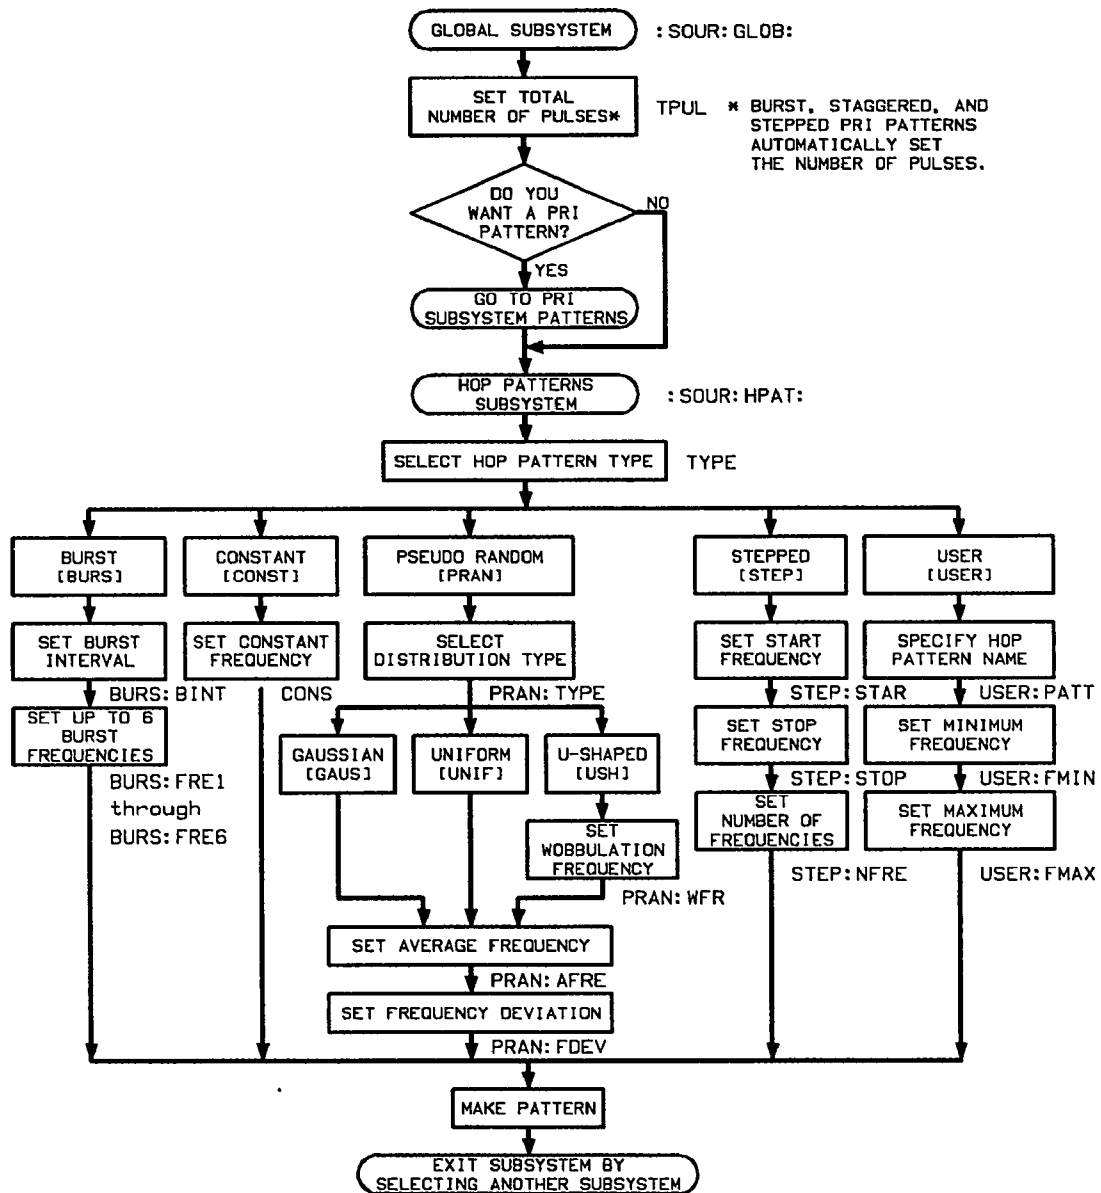 GLOBAL SUBSYSTEM
:SOUR:GLOB:
SET TOTAL
NUMBER OF PULSES*
TPUL
* BURST, STAGGERED, AND
STEPPED PRI PATTERNS
AUTOMATICALLY SET
THE NUMBER OF PULSES.
DO YOU
WANT A PRI
PATTERN?
NO
YES
GO TO PRI
SUBSYSTEM PATTERNS
HOP PATTERNS
SUBSYSTEM
:SOUR:HPAT:
SELECT HOP PATTERN TYPE
TYPE
BURST
[BURS]
CONSTANT
[CONST]
PSEUDO RANDOM
[PRAN]
STEPPED
[STEP]
USER
[USER]
SET BURST
INTERVAL
SET CONSTANT
FREQUENCY
SELECT
DISTRIBUTION TYPE
SET START
FREQUENCY
SPECIFY HOP
PATTERN NAME
BURS:BINT
CONS
PRAN:TYPE
STEP:STAR
USER:PATT
SET UP TO 6
BURST
FREQUENCIES
GAUSSIAN
[GAUS]
UNIFORM
[UNIF]
U-SHAPED
[USH]
SET STOP
FREQUENCY
SET MINIMUM
FREQUENCY
BURS:FRE1
through
BURS:FRE6
STEP:STOP
USER:FMIN
SET
WOBBULATION
FREQUENCY
SET
NUMBER OF
FREQUENCIES
SET MAXIMUM
FREQUENCY
PRAN:WFR
STEP:NFRE
USER:FMAX
SET AVERAGE FREQUENCY
PRAN:AFRE
SET FREQUENCY DEVIATION
PRAN:FDEV
MAKE PATTERN
EXIT SUBSYSTEM BY
SELECTING ANOTHER SUBSYSTEM